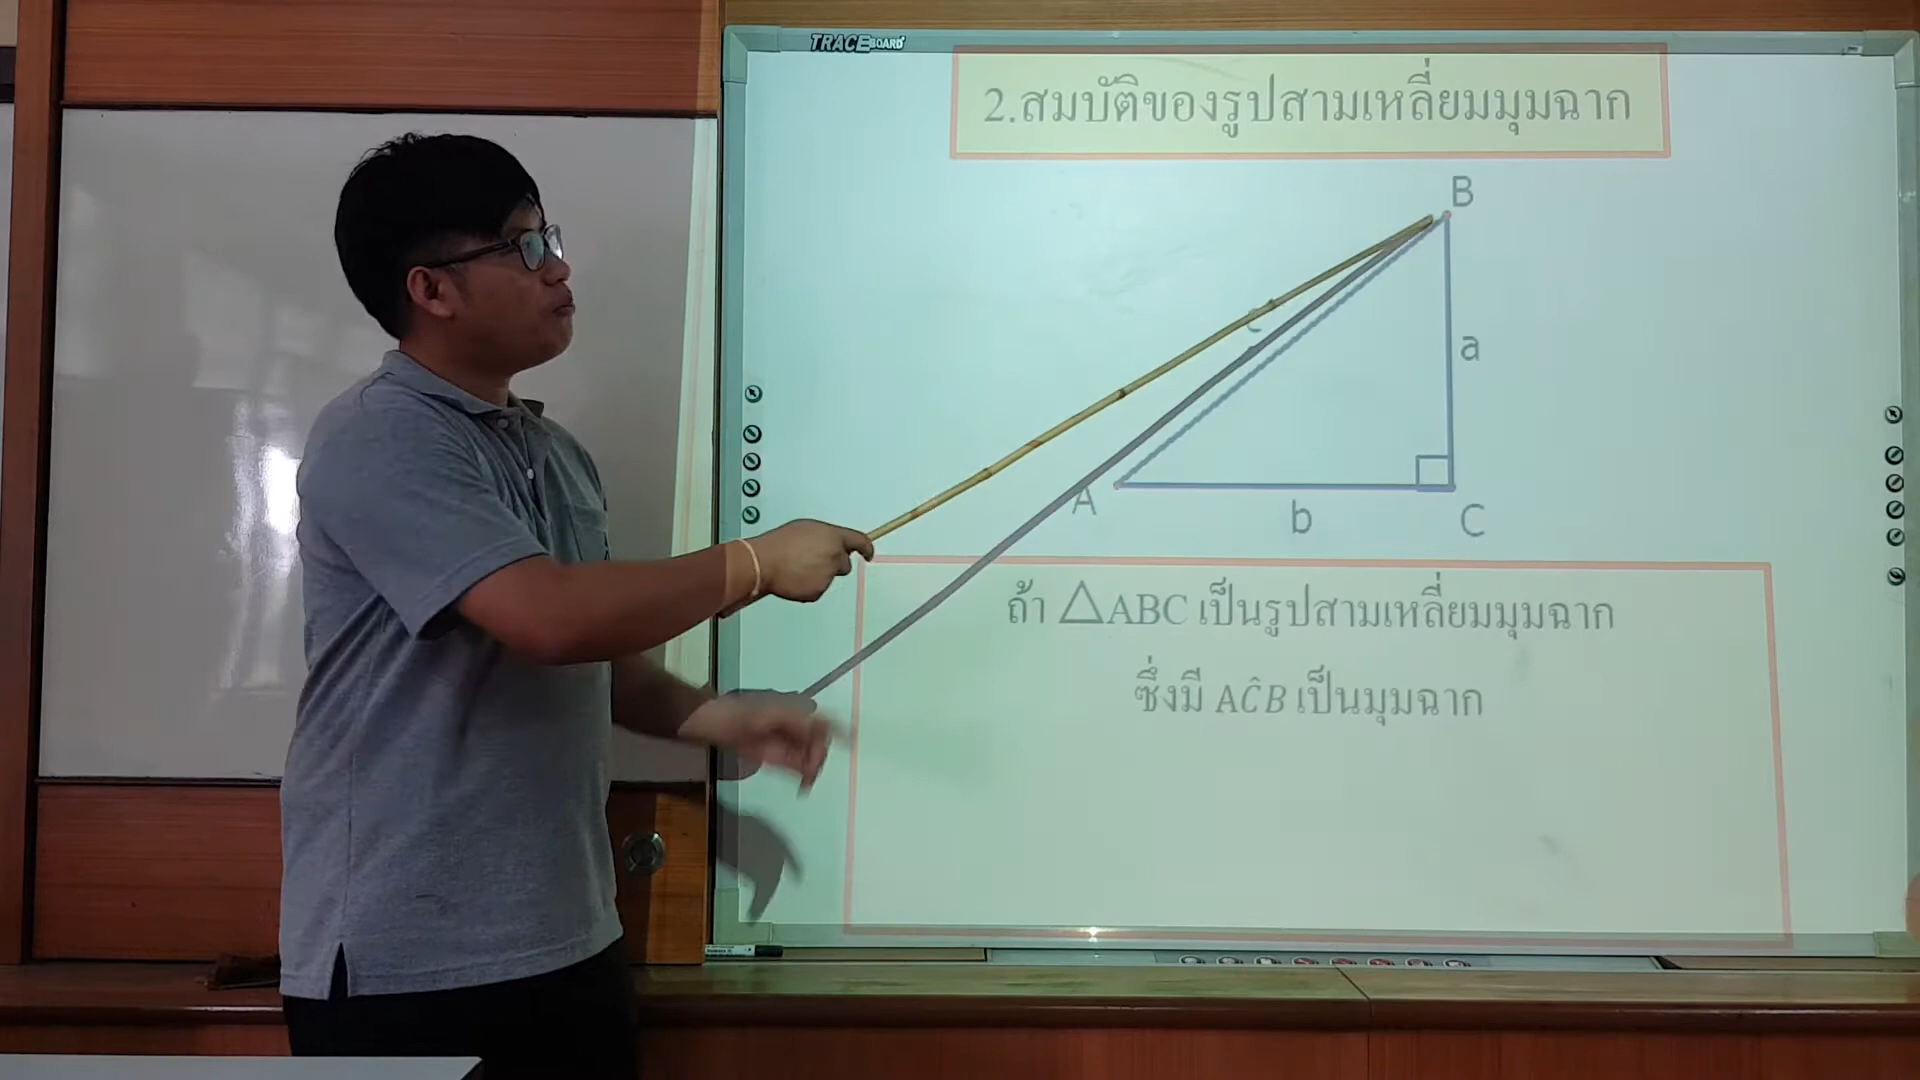 TRACEBOARD
2.สมบัติของรูปสามเหลี่ยมมุมฉาก
B
c
a
A
b
C
ถ้า △ABC เป็นรูปสามเหลี่ยมมุมฉาก
ซึ่งมี AĈB เป็นมุมฉาก